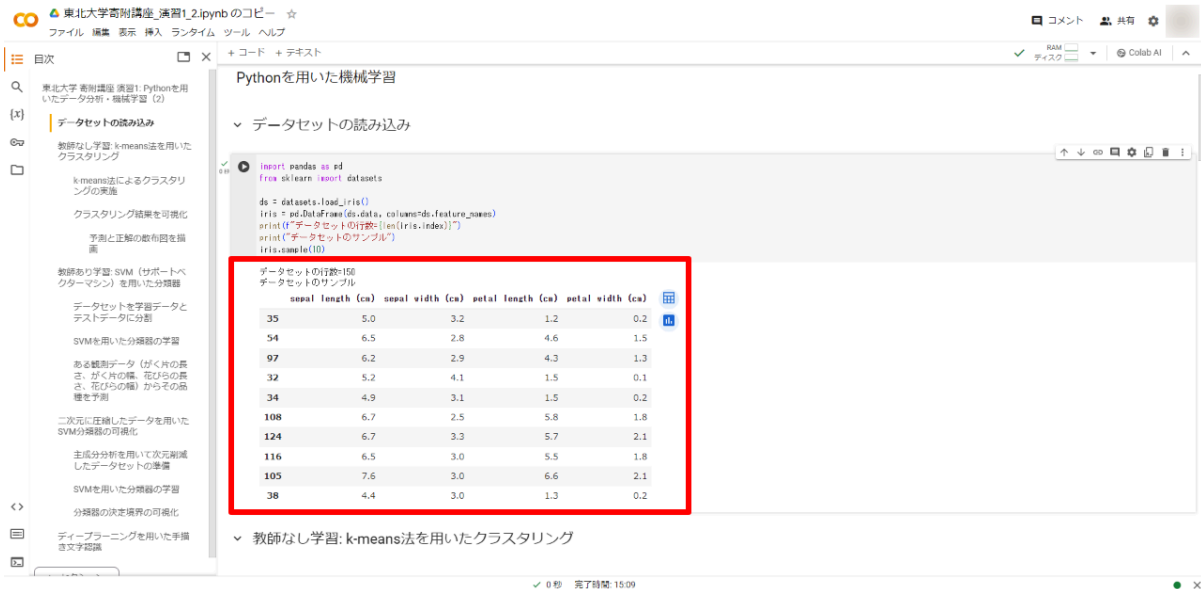 東北大学寄附講座_演習1_2.ipynb のコピー
ファイル 編集 表示 挿入 ランタイム ツール ヘルプ
コメント 共有
目次
+ コード + テキスト
RAM
ディスク
Colab AI
東北大学 寄附講座 演習1: Pythonを用
いたデータ分析・機械学習（2）
データセットの読み込み
教師なし学習: k-means法を用いた
クラスタリング
k-means法によるクラスタリ
ングの実施
クラスタリング結果を可視化
予測と正解の散布図を描
画
教師あり学習: SVM（サポートベ
クターマシン）を用いた分類器
データセットを学習データと
テストデータに分割
SVMを用いた分類器の学習
ある観測データ（がく片の長
さ、がく片の幅、花びらの長
さ、花びらの幅）からその品
種を予測
二次元に圧縮したデータを用いた
SVM分類器の可視化
主成分分析を用いて次元削減
したデータセットの準備
SVMを用いた分類器の学習
分類器の決定境界の可視化
ディープラーニングを用いた手描
き文字認識
Pythonを用いた機械学習
データセットの読み込み
0 秒
import pandas as pd
from sklearn import datasets
ds = datasets.load_iris()
iris = pd.DataFrame(ds.data, columns=ds.feature_names)
print(f"データセットの行数={len(iris.index)}")
print("データセットのサンプル")
iris.sample(10)
データセットの行数=150
データセットのサンプル
sepal length (cm) sepal width (cm) petal length (cm) petal width (cm)
35 5.0 3.2 1.2 0.2
54 6.5 2.8 4.6 1.5
97 6.2 2.9 4.3 1.3
32 5.2 4.1 1.5 0.1
34 4.9 3.1 1.5 0.2
108 6.7 2.5 5.8 1.8
124 6.7 3.3 5.7 2.1
116 6.5 3.0 5.5 1.8
105 7.6 3.0 6.6 2.1
38 4.4 3.0 1.3 0.2
教師なし学習: k-means法を用いたクラスタリング
0 秒 完了時間: 15:09